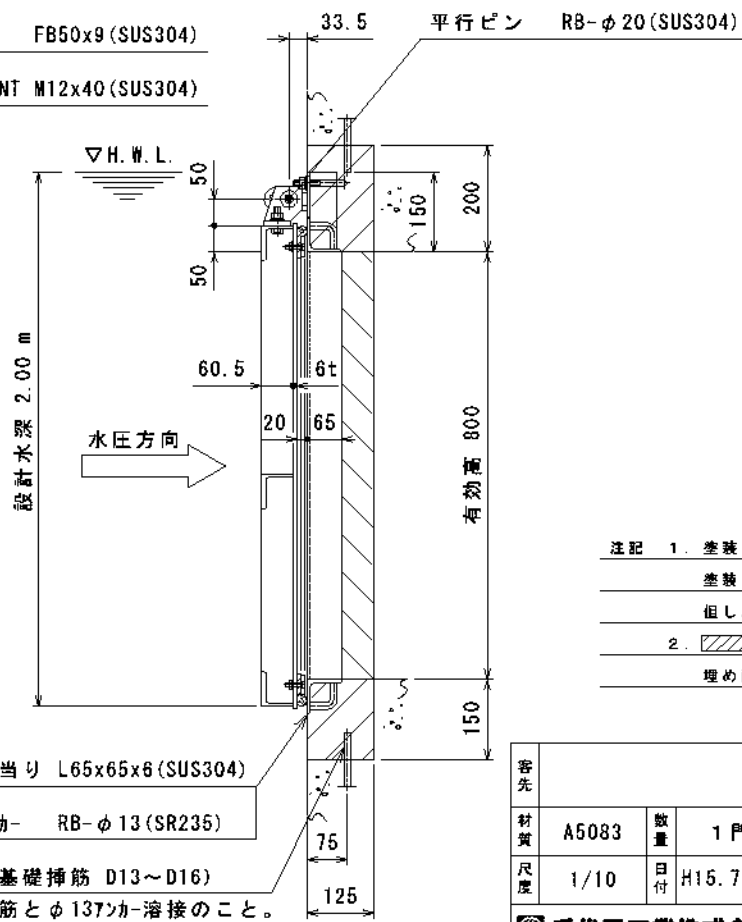 FB50x9(SUS304)
33.5
平行ピン RB-φ20(SUS304)
NT M12x40(SUS304)
▽H.W.L.
50
150
200
50
設計水深 2.00 m
60.5
6t
20
65
水圧方向
有効高 800
注記 1. 塗装
塗装
但し
2.
埋め
150
当り L65x65x6(SUS304)
カー RB-φ13(SR235)
75
基礎挿筋 D13～D16)
筋とφ13アンカー溶接のこと。
125
客先
材質 A5083 数量 1門
尺度 1/10 日付 H15.7